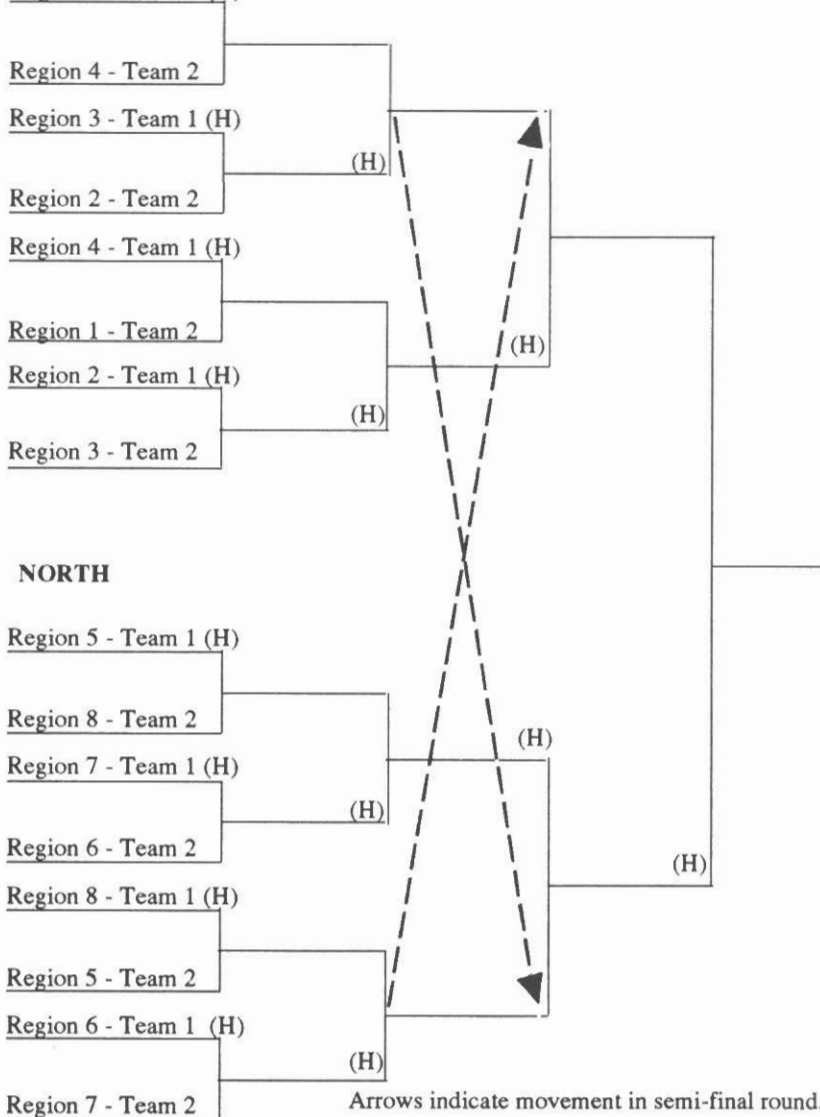 Region 4 - Team 2
Region 3 - Team 1 (H)
(H)
Region 2 - Team 2
Region 4 - Team 1 (H)
(H)
Region 1 - Team 2
Region 2 - Team 1 (H)
(H)
Region 3 - Team 2
NORTH
Region 5 - Team 1 (H)
Region 8 - Team 2
(H)
Region 7 - Team 1 (H)
(H)
Region 6 - Team 2
(H)
Region 8 - Team 1 (H)
Region 5 - Team 2
Region 6 - Team 1 (H)
(H)
Region 7 - Team 2
Arrows indicate movement in semi-final round.